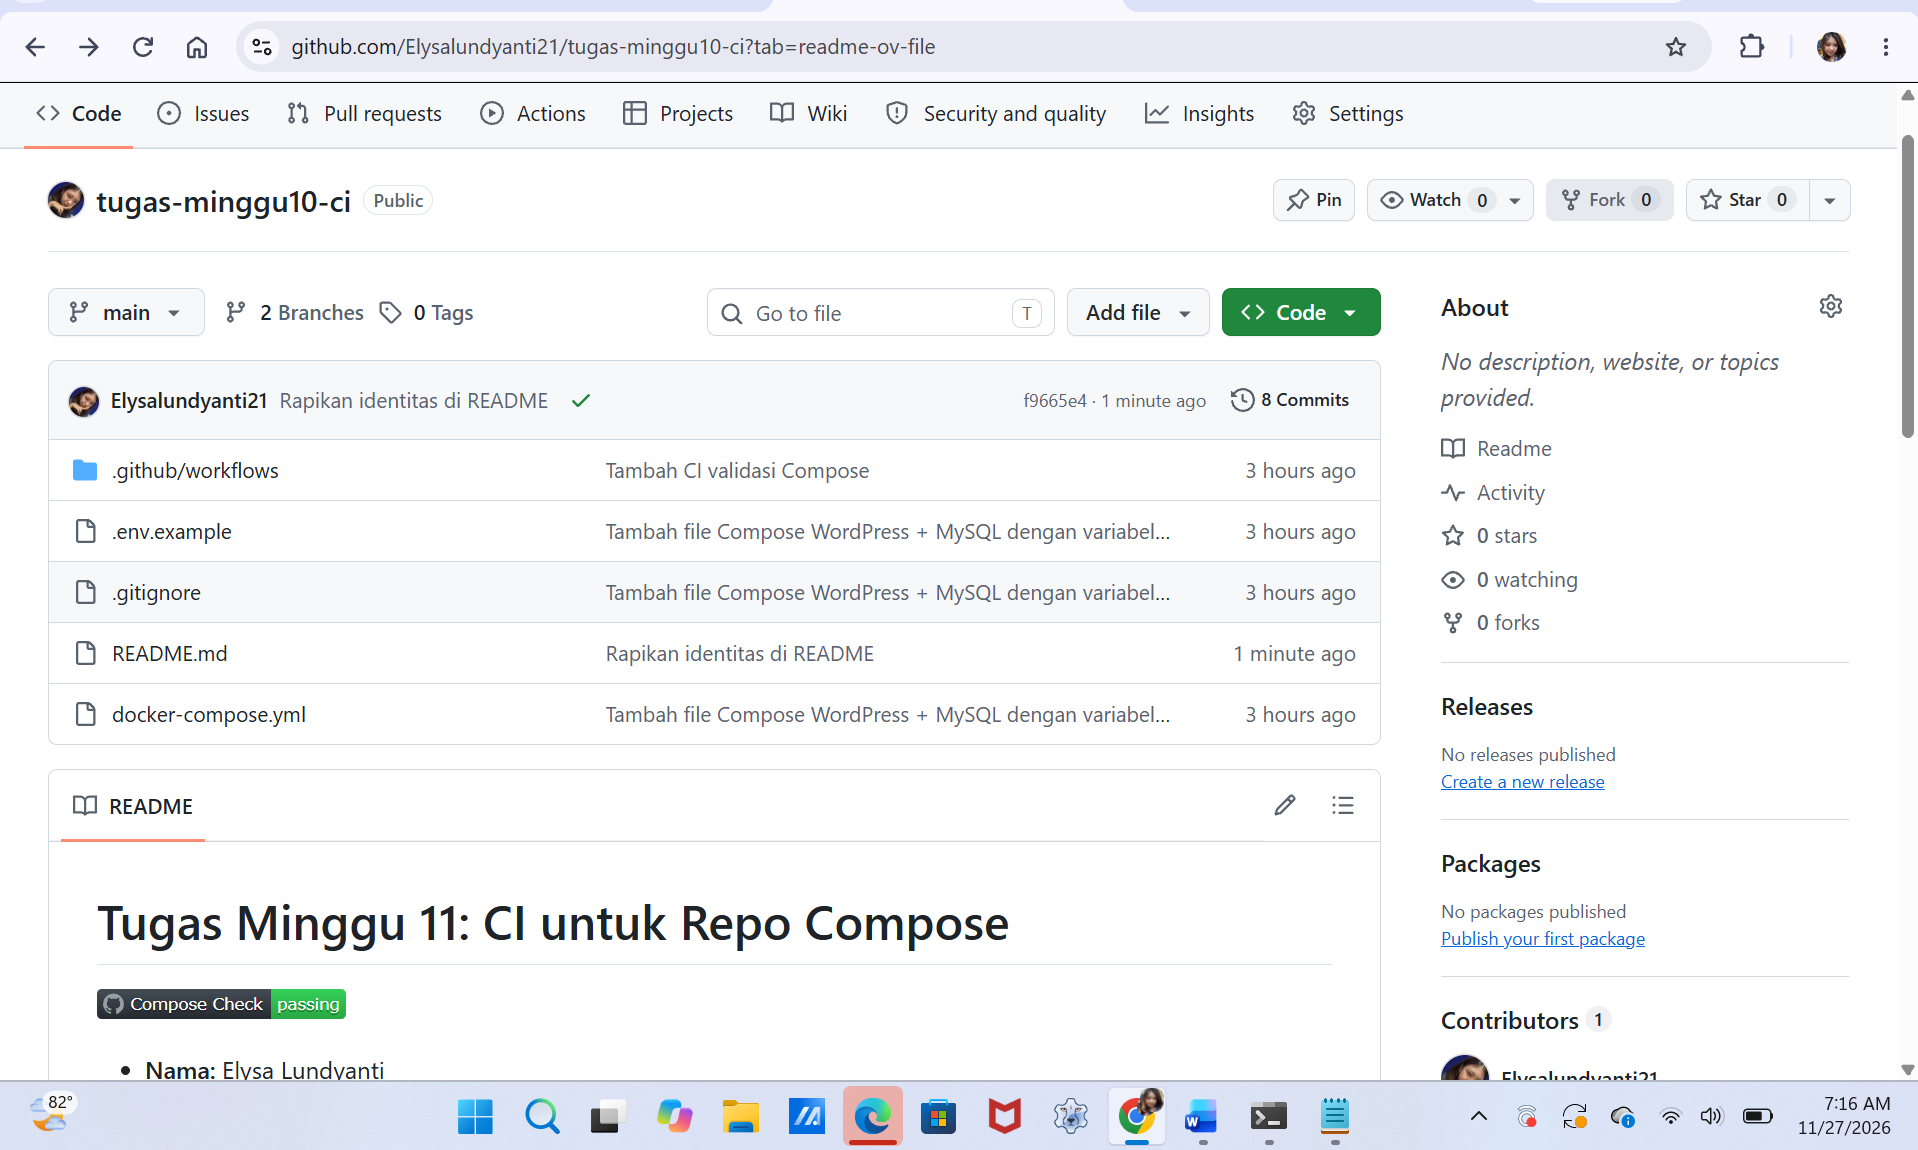 github.com/Elysalundyanti21/tugas-minggu10-ci?tab=readme-ov-file
Code Issues Pull requests Actions Projects Wiki Security and quality Insights Settings
tugas-minggu10-ci Public Pin Watch 0 Fork 0 Star 0
main 2 Branches 0 Tags Go to file T Add file Code
Elysalundyanti21 Rapikan identitas di README f9665e4 · 1 minute ago 8 Commits
.github/workflows Tambah CI validasi Compose 3 hours ago
.env.example Tambah file Compose WordPress + MySQL dengan variabel... 3 hours ago
.gitignore Tambah file Compose WordPress + MySQL dengan variabel... 3 hours ago
README.md Rapikan identitas di README 1 minute ago
docker-compose.yml Tambah file Compose WordPress + MySQL dengan variabel... 3 hours ago
README
Tugas Minggu 11: CI untuk Repo Compose
Compose Check passing
• Nama: Elysa Lundyanti
About
No description, website, or topics
provided.
Readme
Activity
0 stars
0 watching
0 forks
Releases
No releases published
Create a new release
Packages
No packages published
Publish your first package
Contributors 1
Elysalundyanti21
82°
7:16 AM
11/27/2026